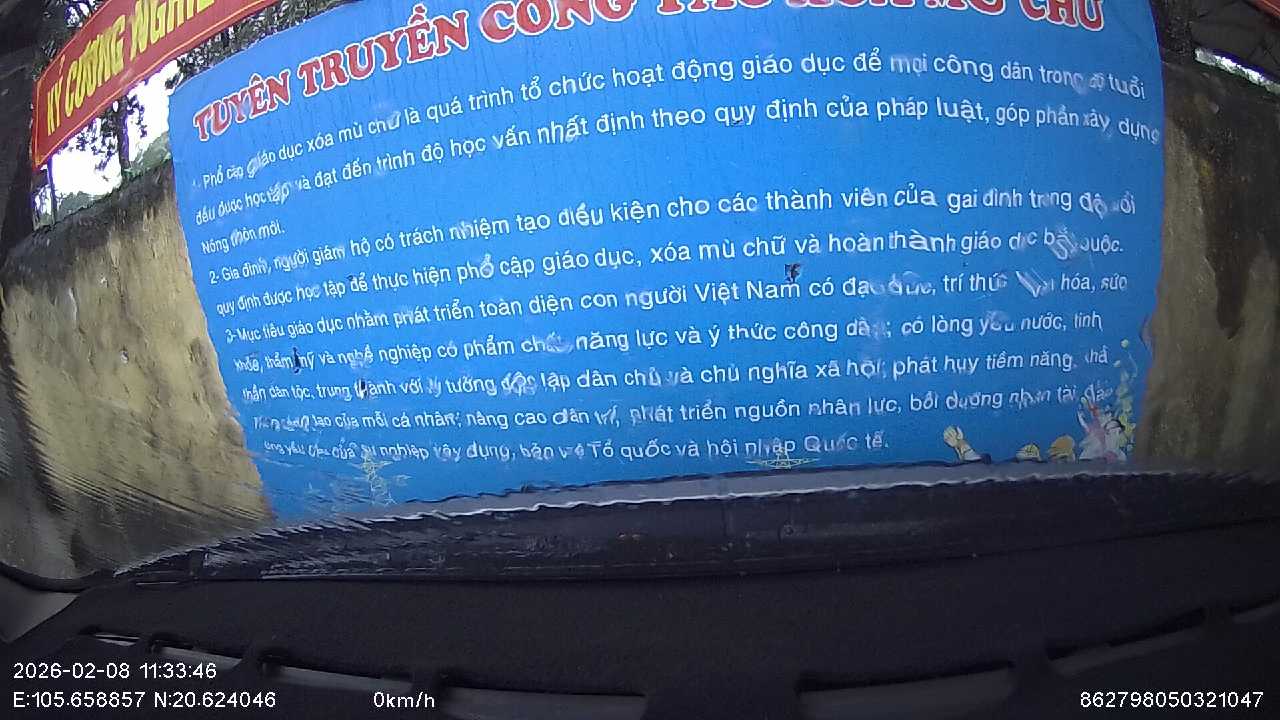 KỶ CƯƠNG NGHIÊ
TUYÊN TRUYỀN CÔNG TÁC XÓA MÙ CHỮ
1. Phổ cập giáo dục xóa mù chữ là quá trình tổ chức hoạt động giáo dục để mọi công dân trong độ tuổi
đều được học tập và đạt đến trình độ học vấn nhất định theo quy định của pháp luật, góp phần xây dựng
Nông thôn mới.
2- Gia đình, người giám hộ có trách nhiệm tạo điều kiện cho các thành viên của gai đình trong độ tuổi
quy định được học tập để thực hiện phổ cập giáo dục, xóa mù chữ và hoàn thành giáo dục bắt buộc.
3-Mục tiêu giáo dục nhằm phát triển toàn diện con người Việt Nam có đạo đức, trí thức hóa, sức
khỏe, thẩm mỹ và nghề nghiệp có phẩm chất, năng lực và ý thức công dân; có lòng yêu nước, tinh
thần dân tộc, trung thành với lý tưởng độc lập dân chủ và chủ nghĩa xã hội; phát huy tiềm năng, khả
tạo của mỗi cá nhân; nâng cao dân trí, phát triển nguồn nhân lực, bồi dưỡng nhân tài đáp
ứng yêu cầu của sự nghiệp xây dựng, bảo vệ Tổ quốc và hội nhập Quốc tế.
2026-02-08 11:33:46
E:105.658857 N:20.624046 0km/h 862798050321047